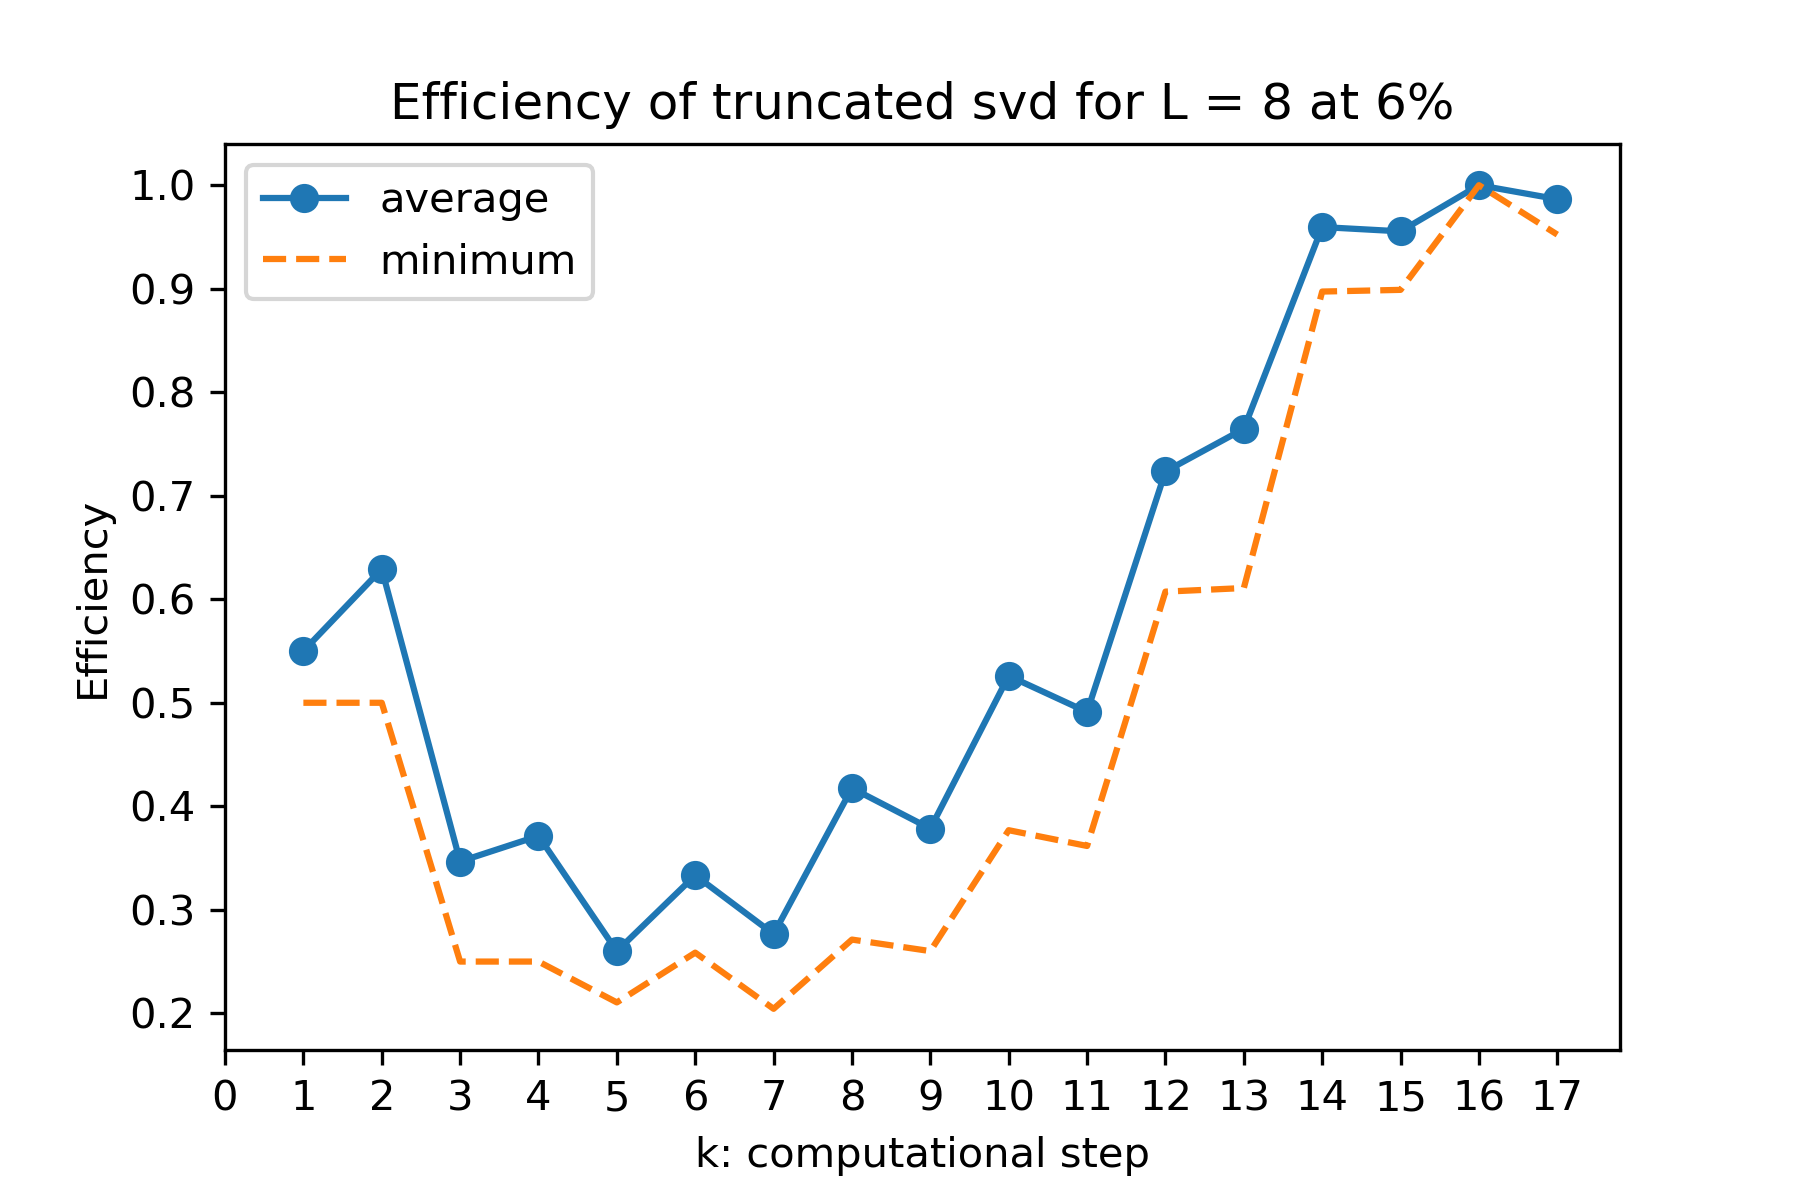 Efficiency of truncated svd for L = 8 at 6%
average
minimum
1.0
0.9
0.8
0.7
0.6
0.5
0.4
0.3
0.2
Efficiency
0 1 2 3 4 5 6 7 8 9 10 11 12 13 14 15 16 17
k: computational step